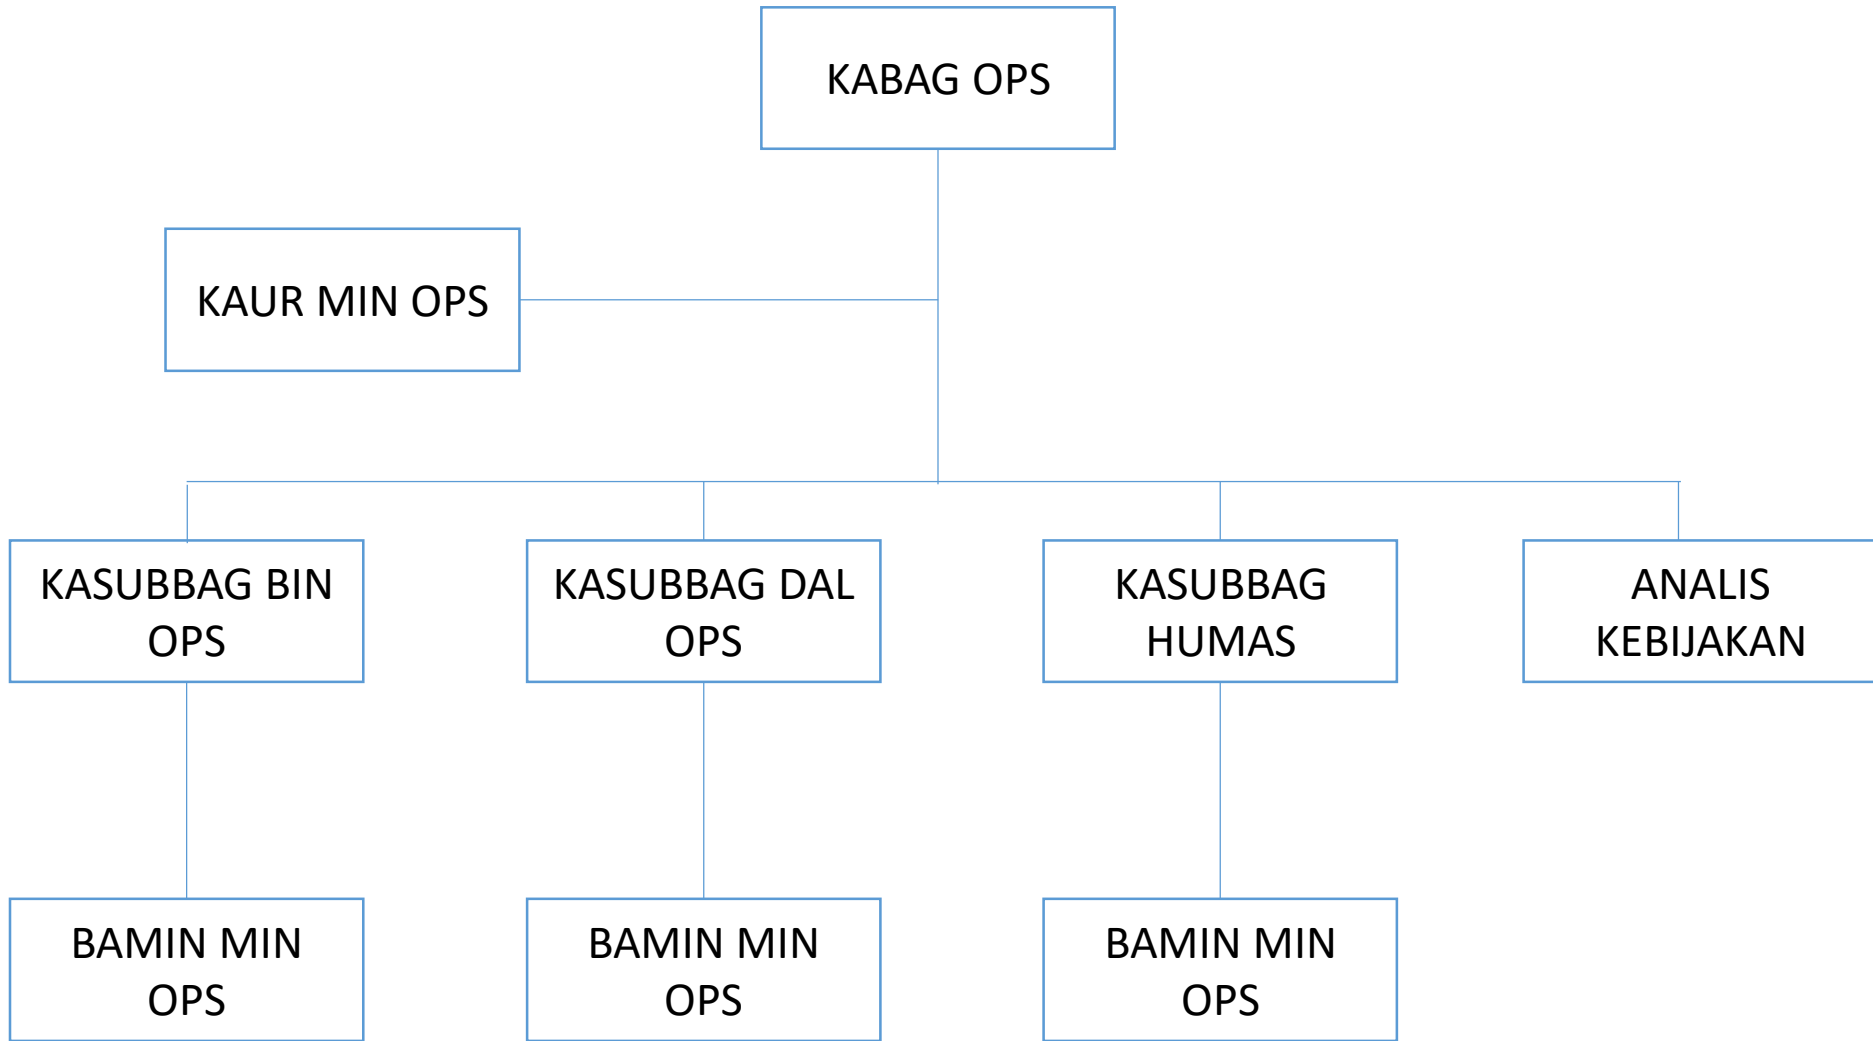 KABAG OPS
KAUR MIN OPS
KASUBBAG BIN
OPS
KASUBBAG DAL
OPS
KASUBBAG
HUMAS
ANALIS
KEBIJAKAN
BAMIN MIN
OPS
BAMIN MIN
OPS
BAMIN MIN
OPS